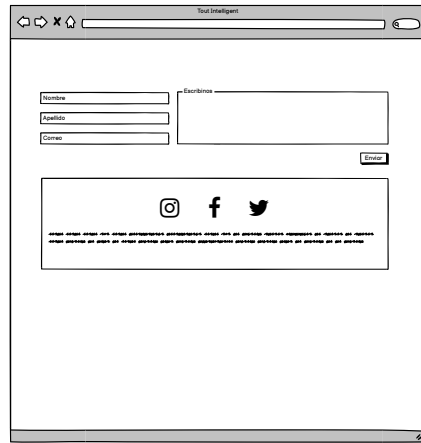 Tout Intelligent
Nombre
Escribinos
Apellido
Correo
Enviar